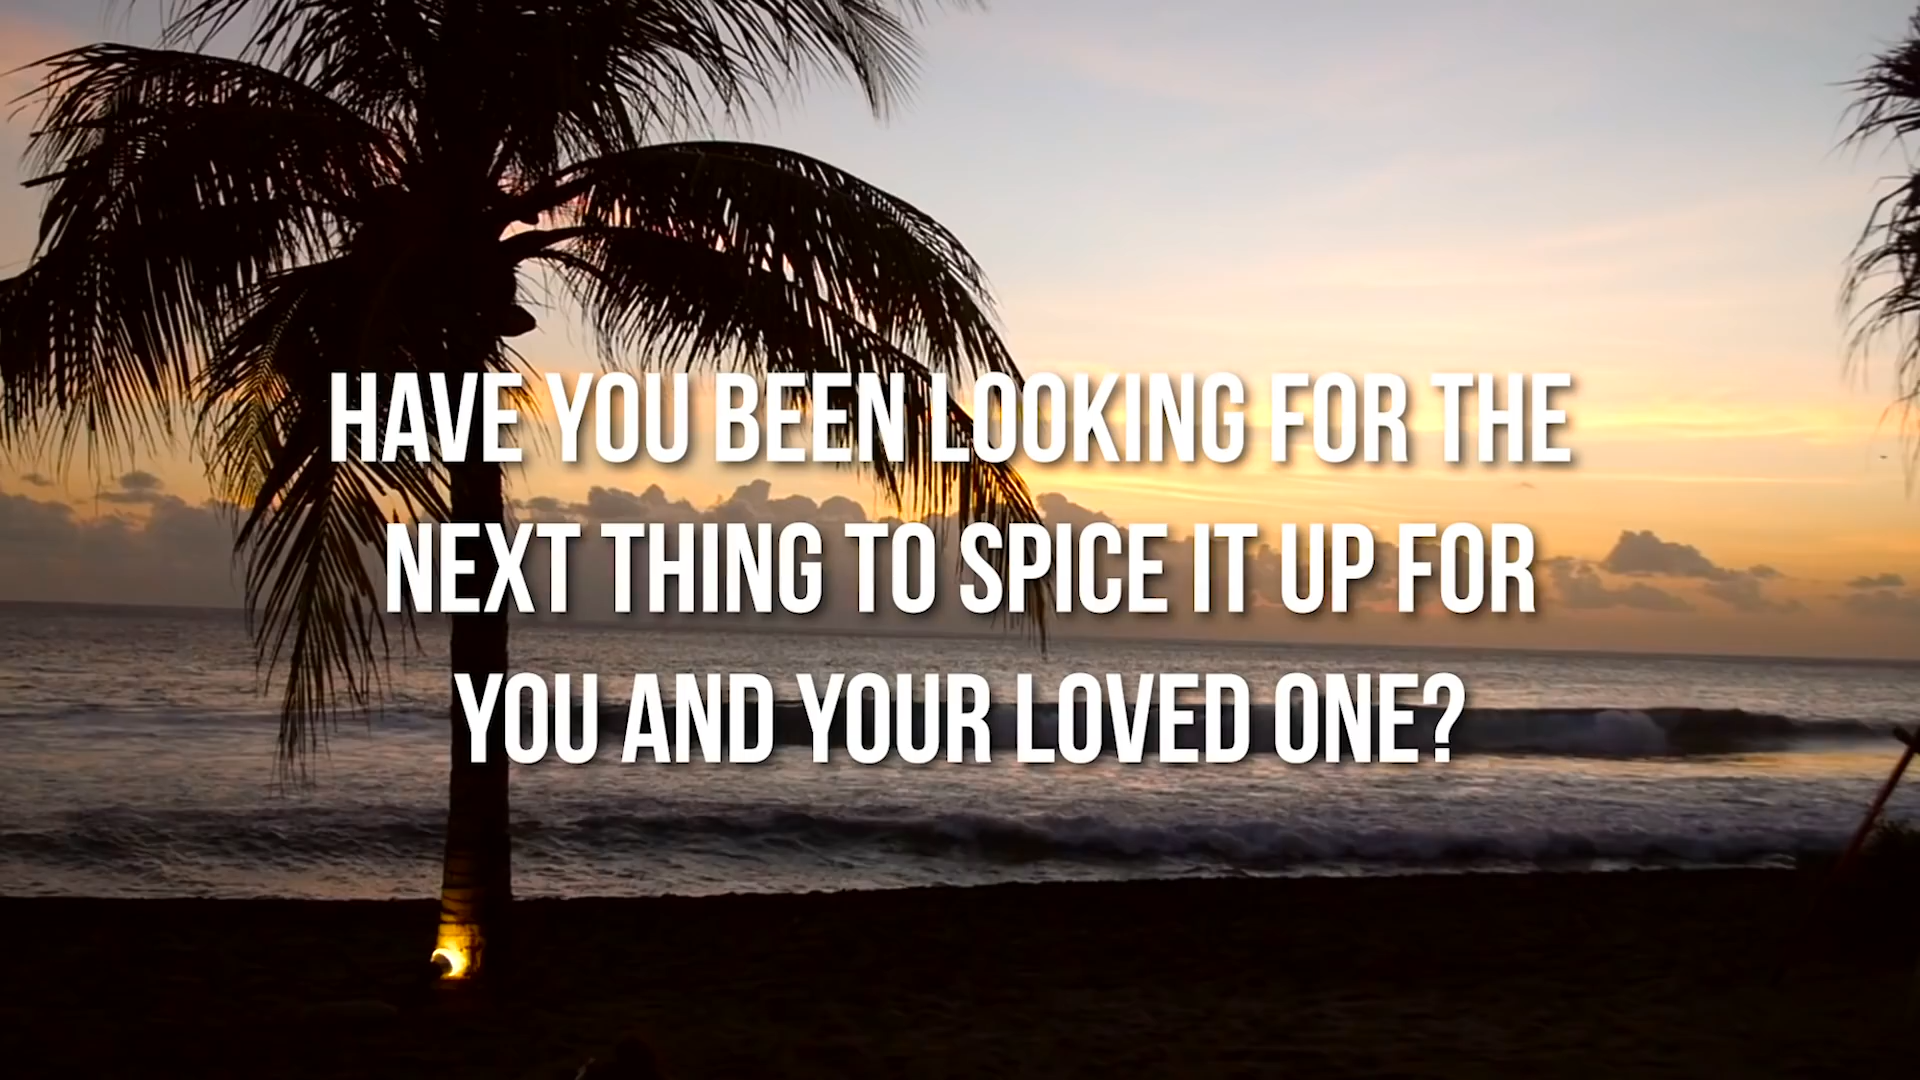 HAVE YOU BEEN LOOKING FOR THE
NEXT THING TO SPICE IT UP FOR
YOU AND YOUR LOVED ONE?